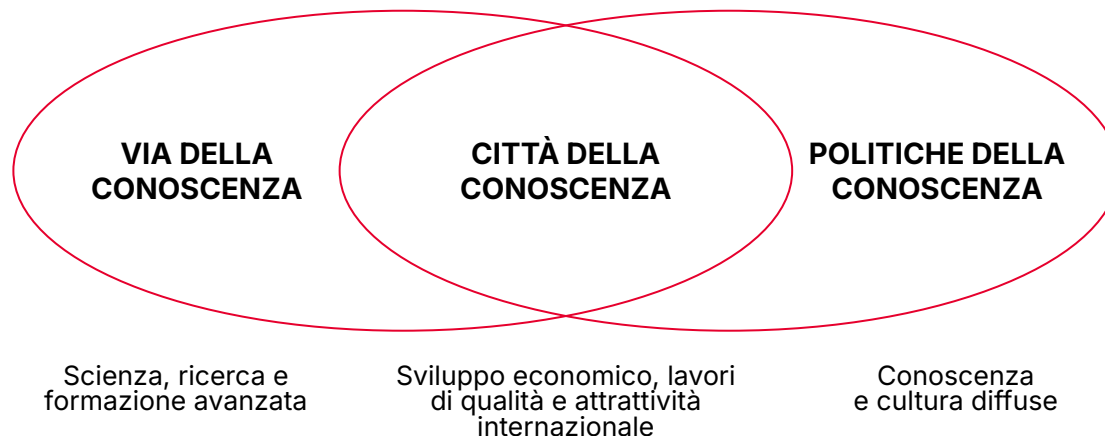 VIA DELLA
CONOSCENZA
CITTÀ DELLA
CONOSCENZA
POLITICHE DELLA
CONOSCENZA
Scienza, ricerca e
formazione avanzata
Sviluppo economico, lavori
di qualità e attrattività
internazionale
Conoscenza
e cultura diffuse